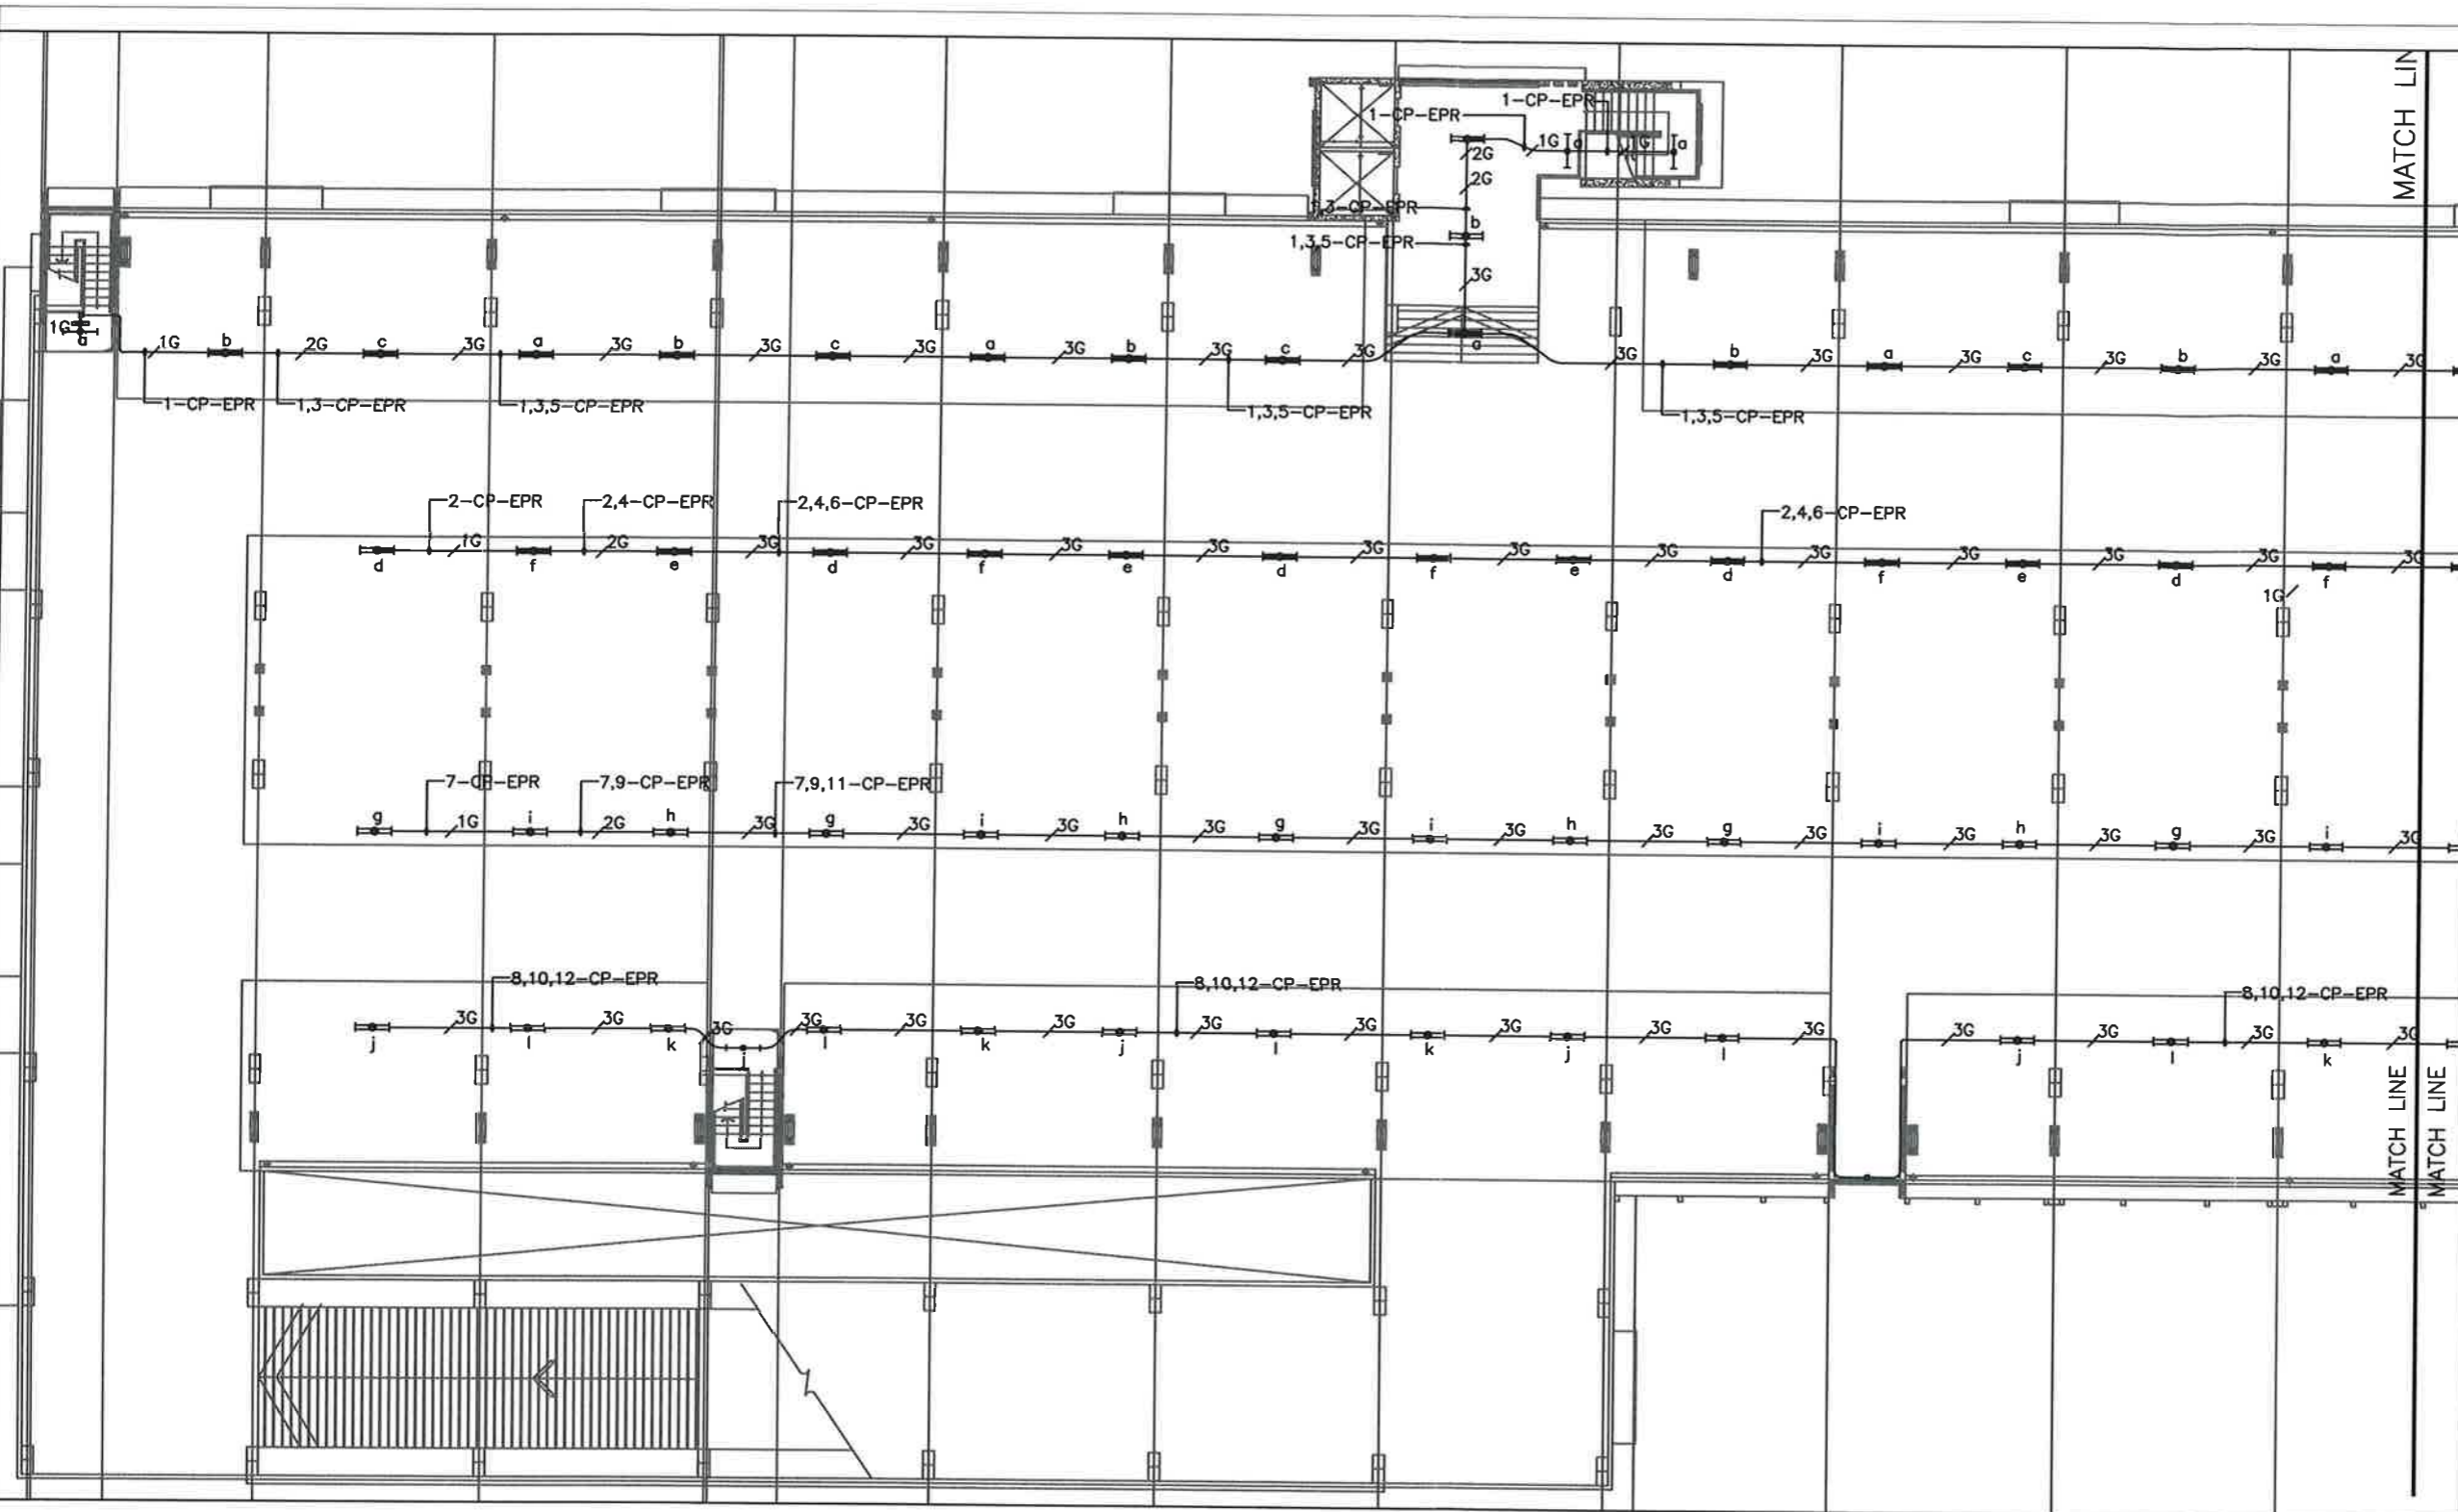 MATCH LIN
1-CP-EPR
1-CP-EPR
1G a 1G a
2G
2G
1,3-CP-EPR
b
1,3,5-CP-EPR
3G
1G
a
1G b 2G c 3G a 3G b 3G c 3G a 3G b 3G c 3G a 3G b 3G a 3G c 3G b 3G a 3G
1-CP-EPR 1,3-CP-EPR 1,3,5-CP-EPR 1,3,5-CP-EPR 1,3,5-CP-EPR
2-CP-EPR 2,4-CP-EPR 2,4,6-CP-EPR 2,4,6-CP-EPR
1G 2G 3G 3G 3G 3G 3G 3G 3G 3G 3G 3G 3G 3G
d f e d f e d f e d f e d f
1G
7-CP-EPR 7,9-CP-EPR 7,9,11-CP-EPR
g 1G i 2G h 3G g 3G i 3G h 3G g 3G i 3G h 3G g 3G i 3G h 3G g 3G i 3G
8,10,12-CP-EPR 8,10,12-CP-EPR 8,10,12-CP-EPR
3G 3G 3G 3G 3G 3G 3G 3G 3G 3G 3G 3G 3G 3G 3G
j l k j l k j l k j l j l k
MATCH LINE
MATCH LINE